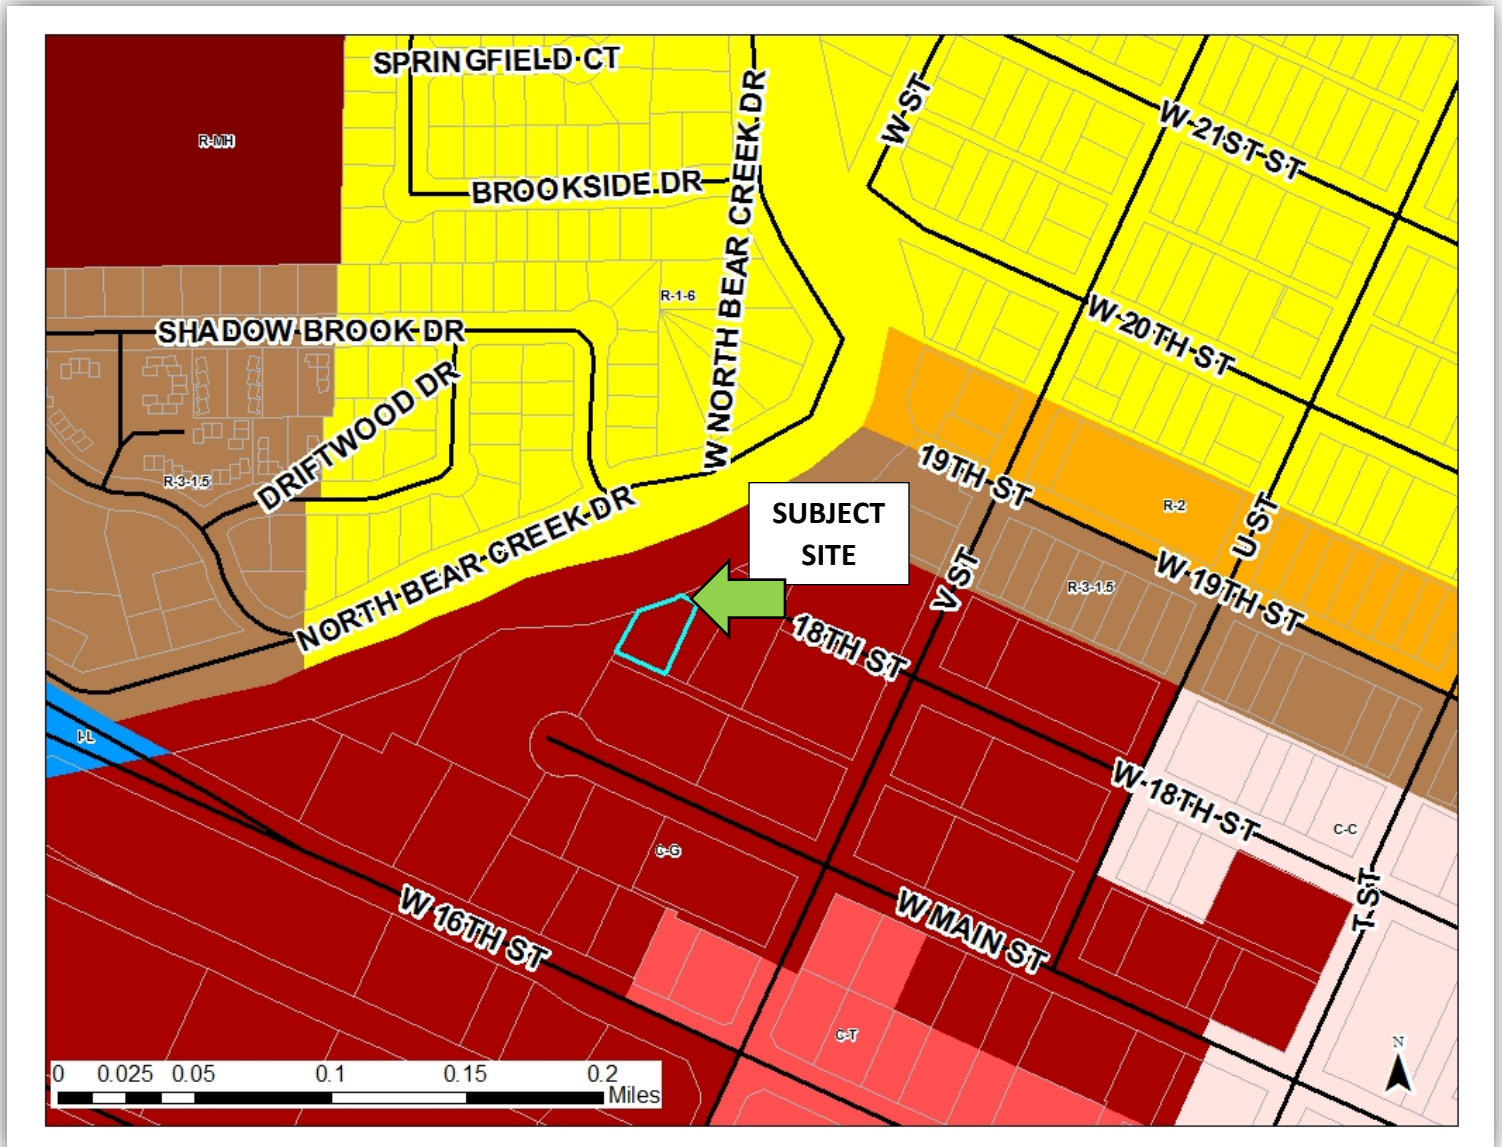 SPRINGFIELD CT
W ST
W 21ST ST
R-MH
BROOKSIDE DR
W NORTH BEAR CREEK DR
R-1-6
W 20TH ST
SHADOW BROOK DR
DRIFTWOOD DR
R-3-1.5
19TH ST
R-2
U ST
NORTH BEAR CREEK DR
SUBJECT
SITE
V ST
R-3-1.5
W 19TH ST
18TH ST
I-L
W 18TH ST
C-C
C-G
T ST
W 16TH ST
W MAIN ST
C-T
N
0 0.025 0.05 0.1 0.15 0.2
Miles